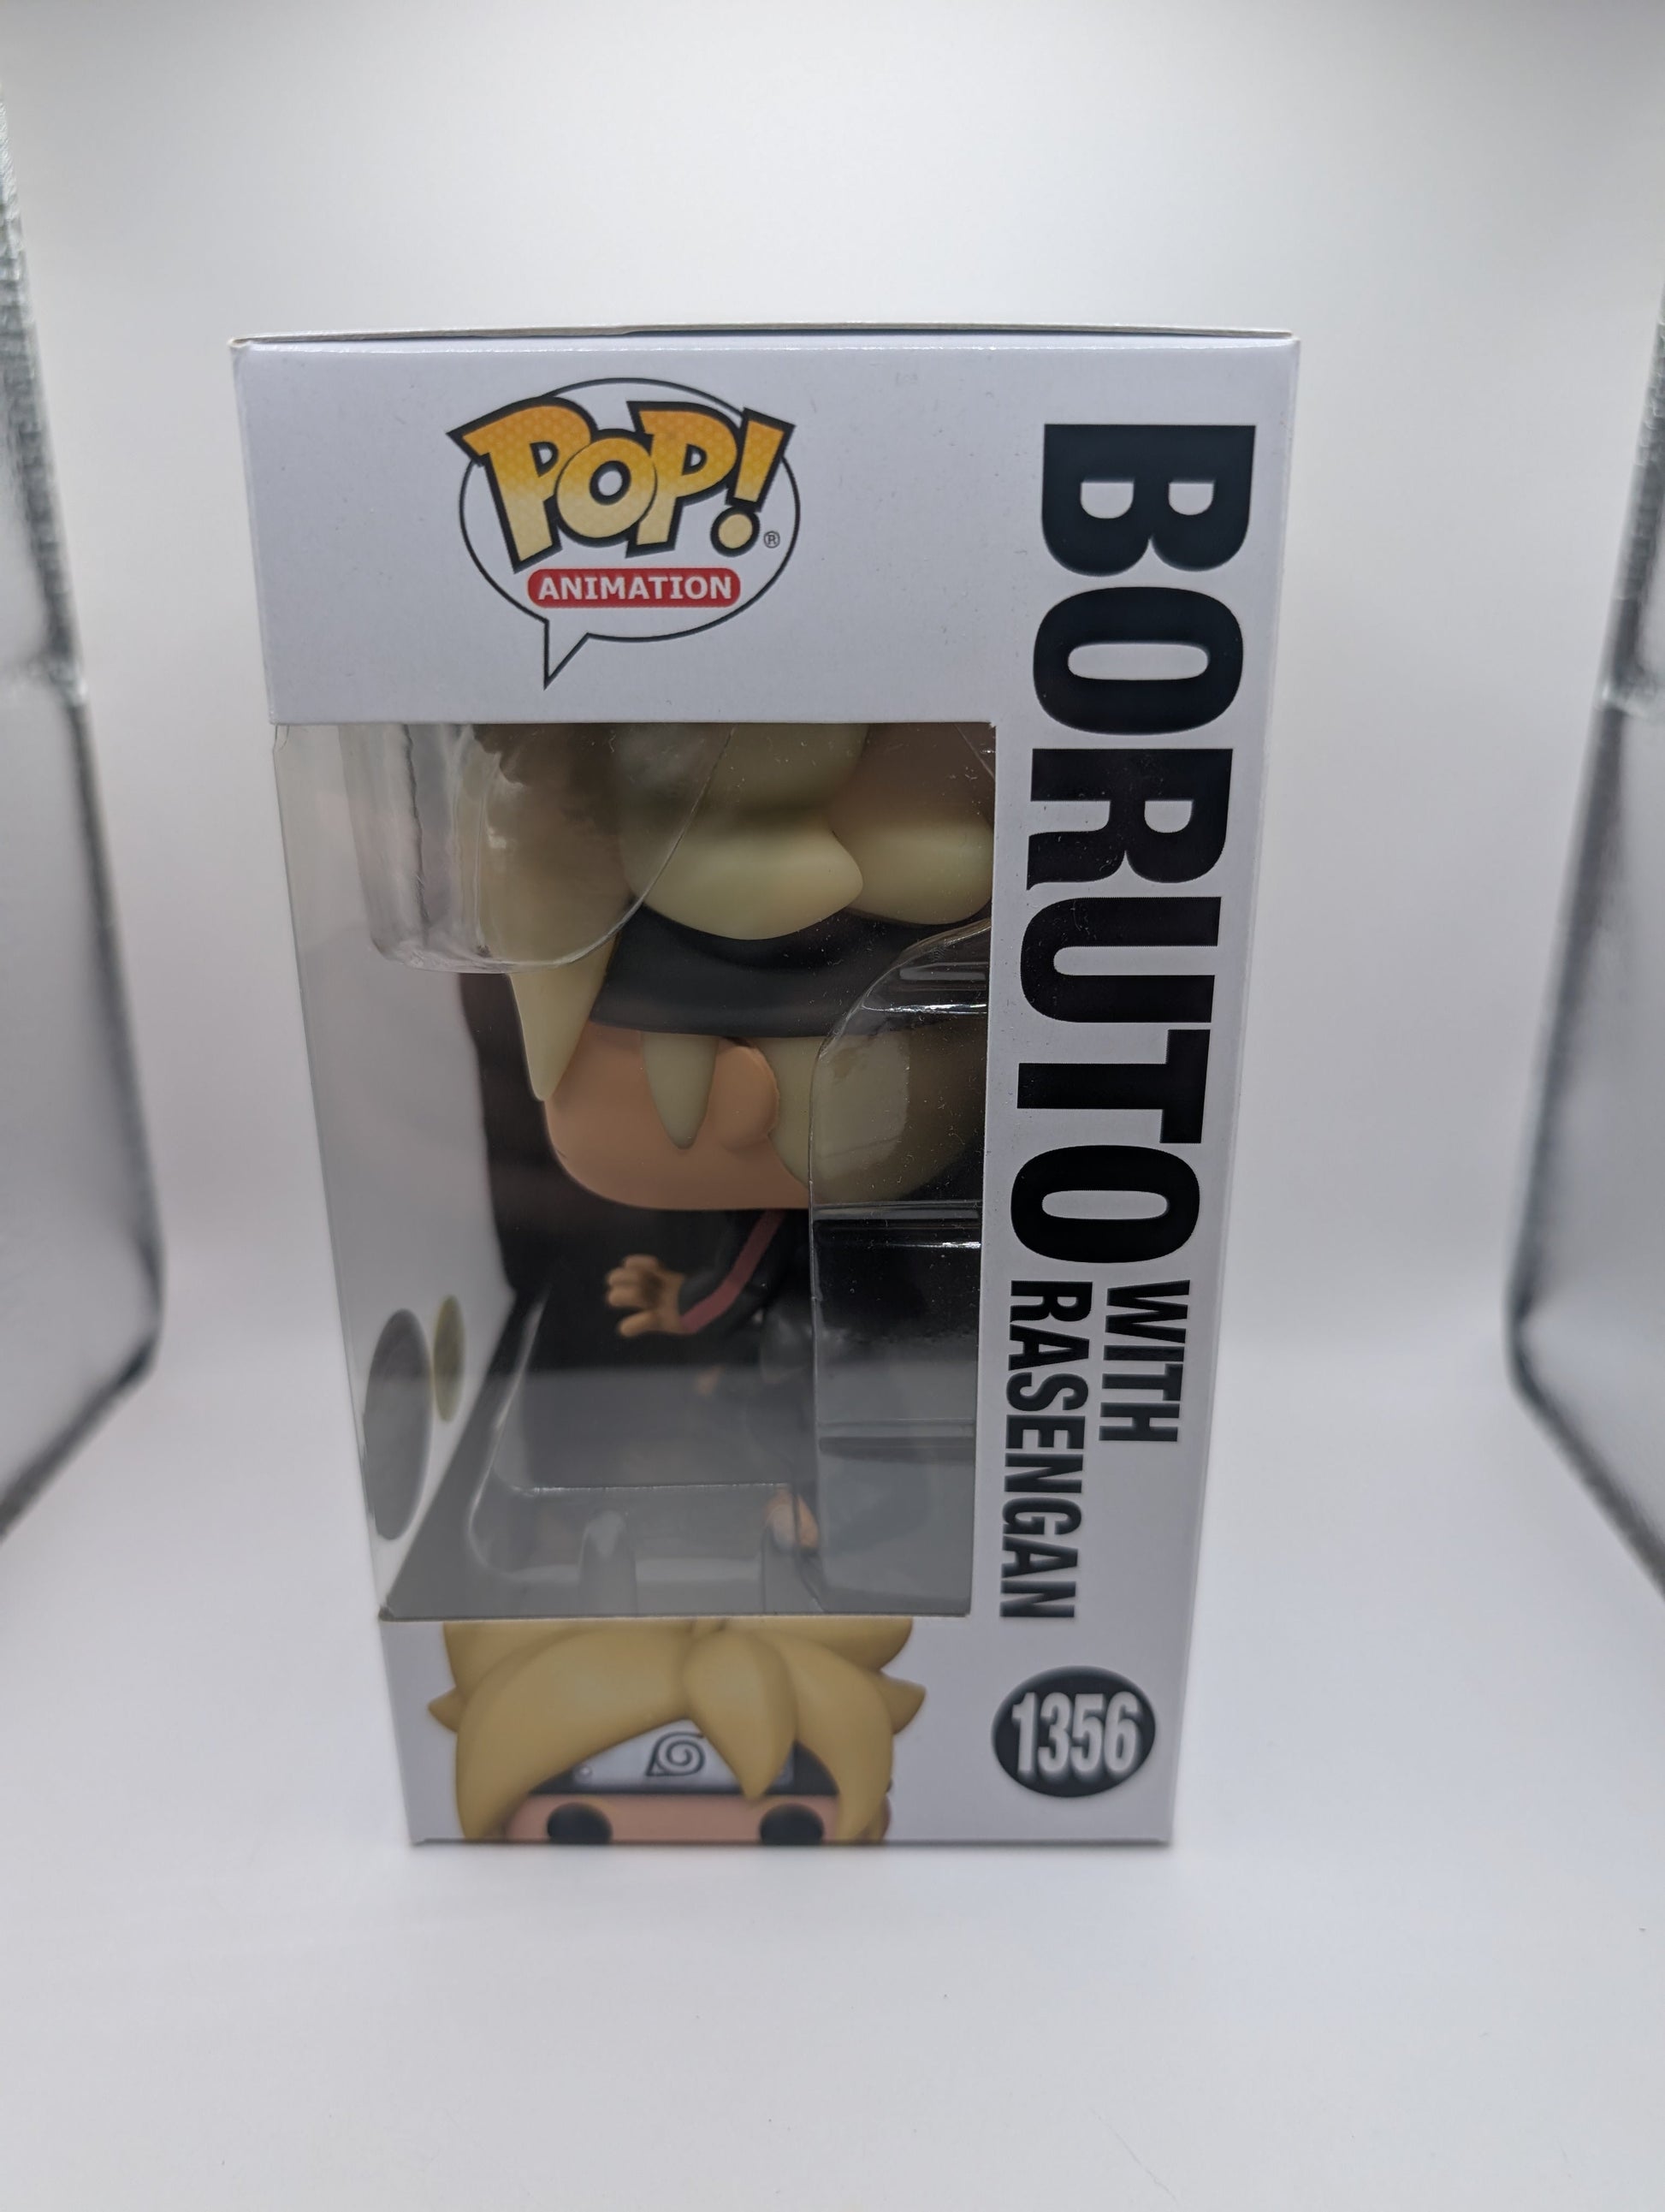 POP!®
ANIMATION
BORUTO
WITH
RASENGAN
1356